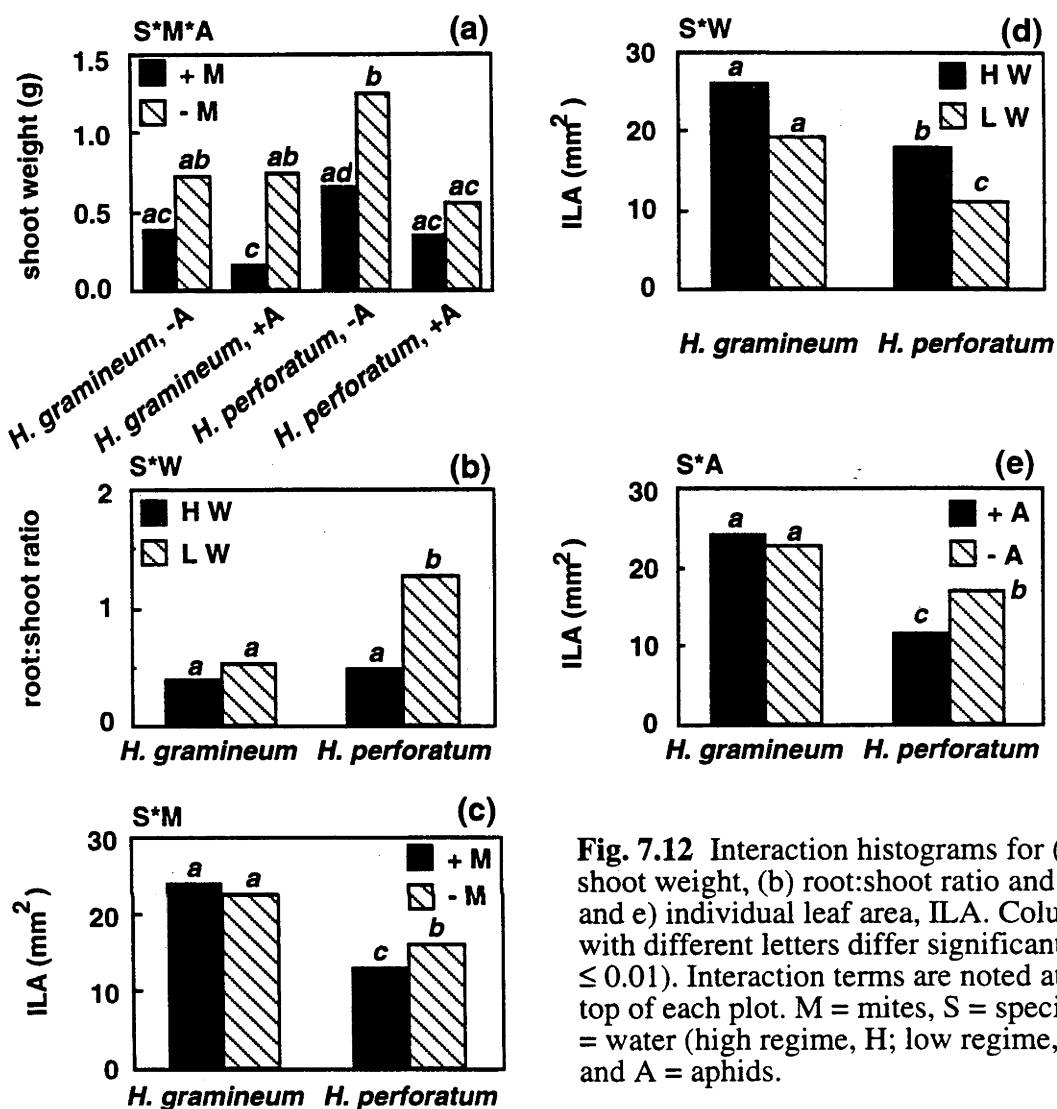 S*M*A
(a)
shoot weight (g)
1.5
1.0
0.5
0.0
+ M
- M
ac
ab
c
ab
ad
b
ac
ac
H. gramineum, -A
H. gramineum, +A
H. perforatum, -A
H. perforatum, +A
S*W
(b)
root:shoot ratio
2
1
0
H W
L W
a
a
a
b
H. gramineum H. perforatum
S*M
(c)
ILA (mm²)
30
20
10
0
+ M
- M
a
a
c
b
H. gramineum H. perforatum
S*W
(d)
ILA (mm²)
30
20
10
0
H W
L W
a
a
b
c
H. gramineum H. perforatum
S*A
(e)
ILA (mm²)
30
20
10
0
+ A
- A
a
a
c
b
H. gramineum H. perforatum
Fig. 7.12 Interaction histograms for (
shoot weight, (b) root:shoot ratio and
and e) individual leaf area, ILA. Colu
with different letters differ significan
≤ 0.01). Interaction terms are noted at
top of each plot. M = mites, S = speci
= water (high regime, H; low regime,
and A = aphids.